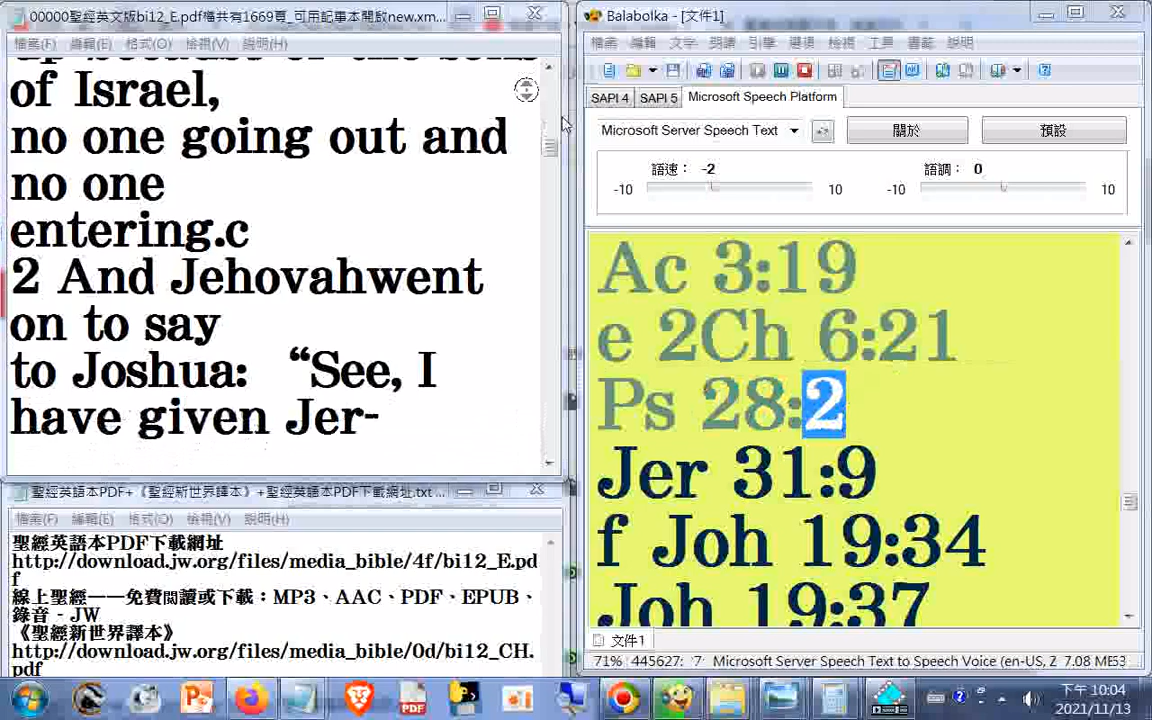 00000聖經英文版bi12_E.pdf檔共有1669頁_可用記事本開啟new.xm...
檔案(F) 編輯(E) 格式(O) 檢視(V) 說明(H)
of Israel,
no one going out and
no one
entering.c
2 And Jehovahwent
on to say
to Joshua: “See, I
have given Jer-
聖經英語本PDF+《聖經新世界譯本》+聖經英語本PDF下載網址.txt ...
檔案(F) 編輯(E) 格式(O) 檢視(V) 說明(H)
聖經英語本PDF下載網址
http://download.jw.org/files/media_bible/4f/bi12_E.pd
f
線上聖經——免費閱讀或下載：MP3、AAC、PDF、EPUB、
錄音 - JW
《聖經新世界譯本》
http://download.jw.org/files/media_bible/0d/bi12_CH.
pdf
Balabolka - [文件1]
檔案 編輯 文字 朗讀 引擎 選項 檢視 工具 書籤 說明
SAPI 4 SAPI 5 Microsoft Speech Platform
Microsoft Server Speech Text 關於 預設
語速： -2 語調： 0
-10 10 -10 10
Ac 3:19
e 2Ch 6:21
Ps 28:2
Jer 31:9
f Joh 19:34
Joh 19:37
文件1
71% 445627: '7' Microsoft Server Speech Text to Speech Voice (en-US, Z 7.08 ME53
PDF
下午 10:04
2021/11/13